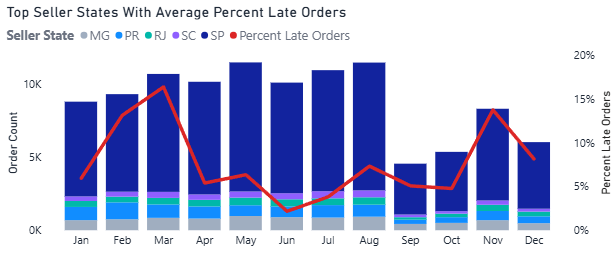 Top Seller States With Average Percent Late Orders
Seller State MG PR RJ SC SP Percent Late Orders
20%
10K 15%
Order Count
10%
Percent Late Orders
5K
5%
0K 0%
Jan Feb Mar Apr May Jun Jul Aug Sep Oct Nov Dec